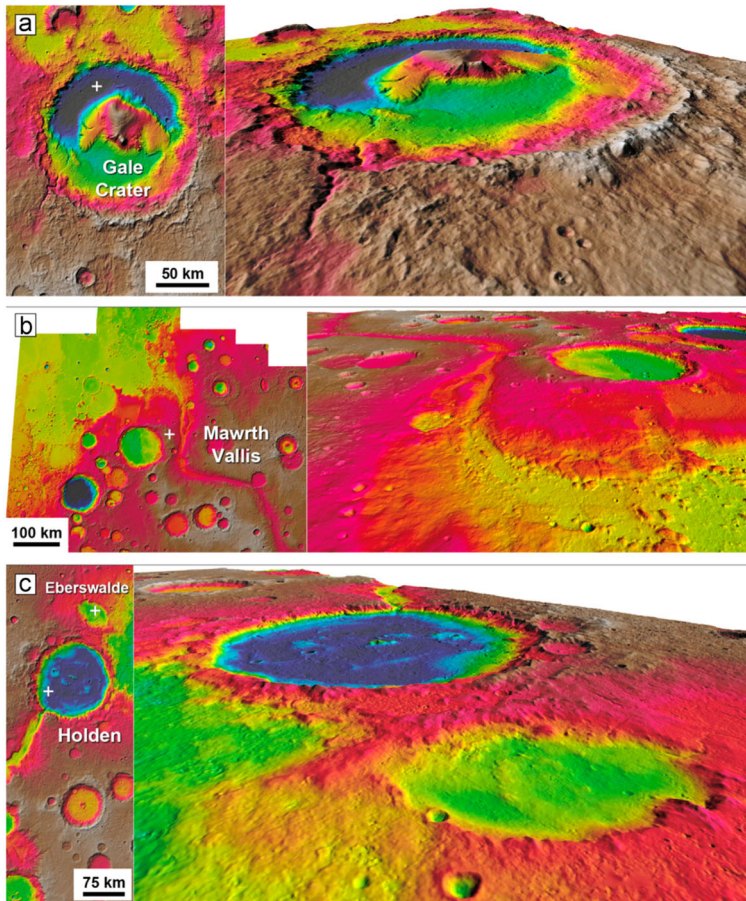 a
Gale
Crater
50 km
b
Mawrth
Vallis
100 km
c
Eberswalde
Holden
75 km